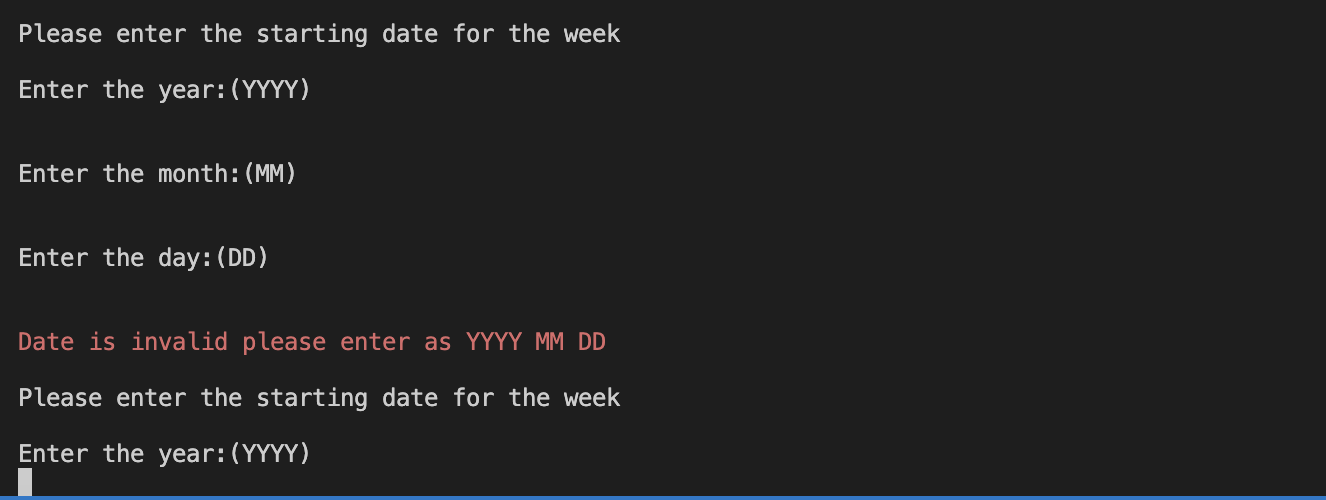 Please enter the starting date for the week
Enter the year:(YYYY)
Enter the month:(MM)
Enter the day:(DD)
Date is invalid please enter as YYYY MM DD
Please enter the starting date for the week
Enter the year:(YYYY)